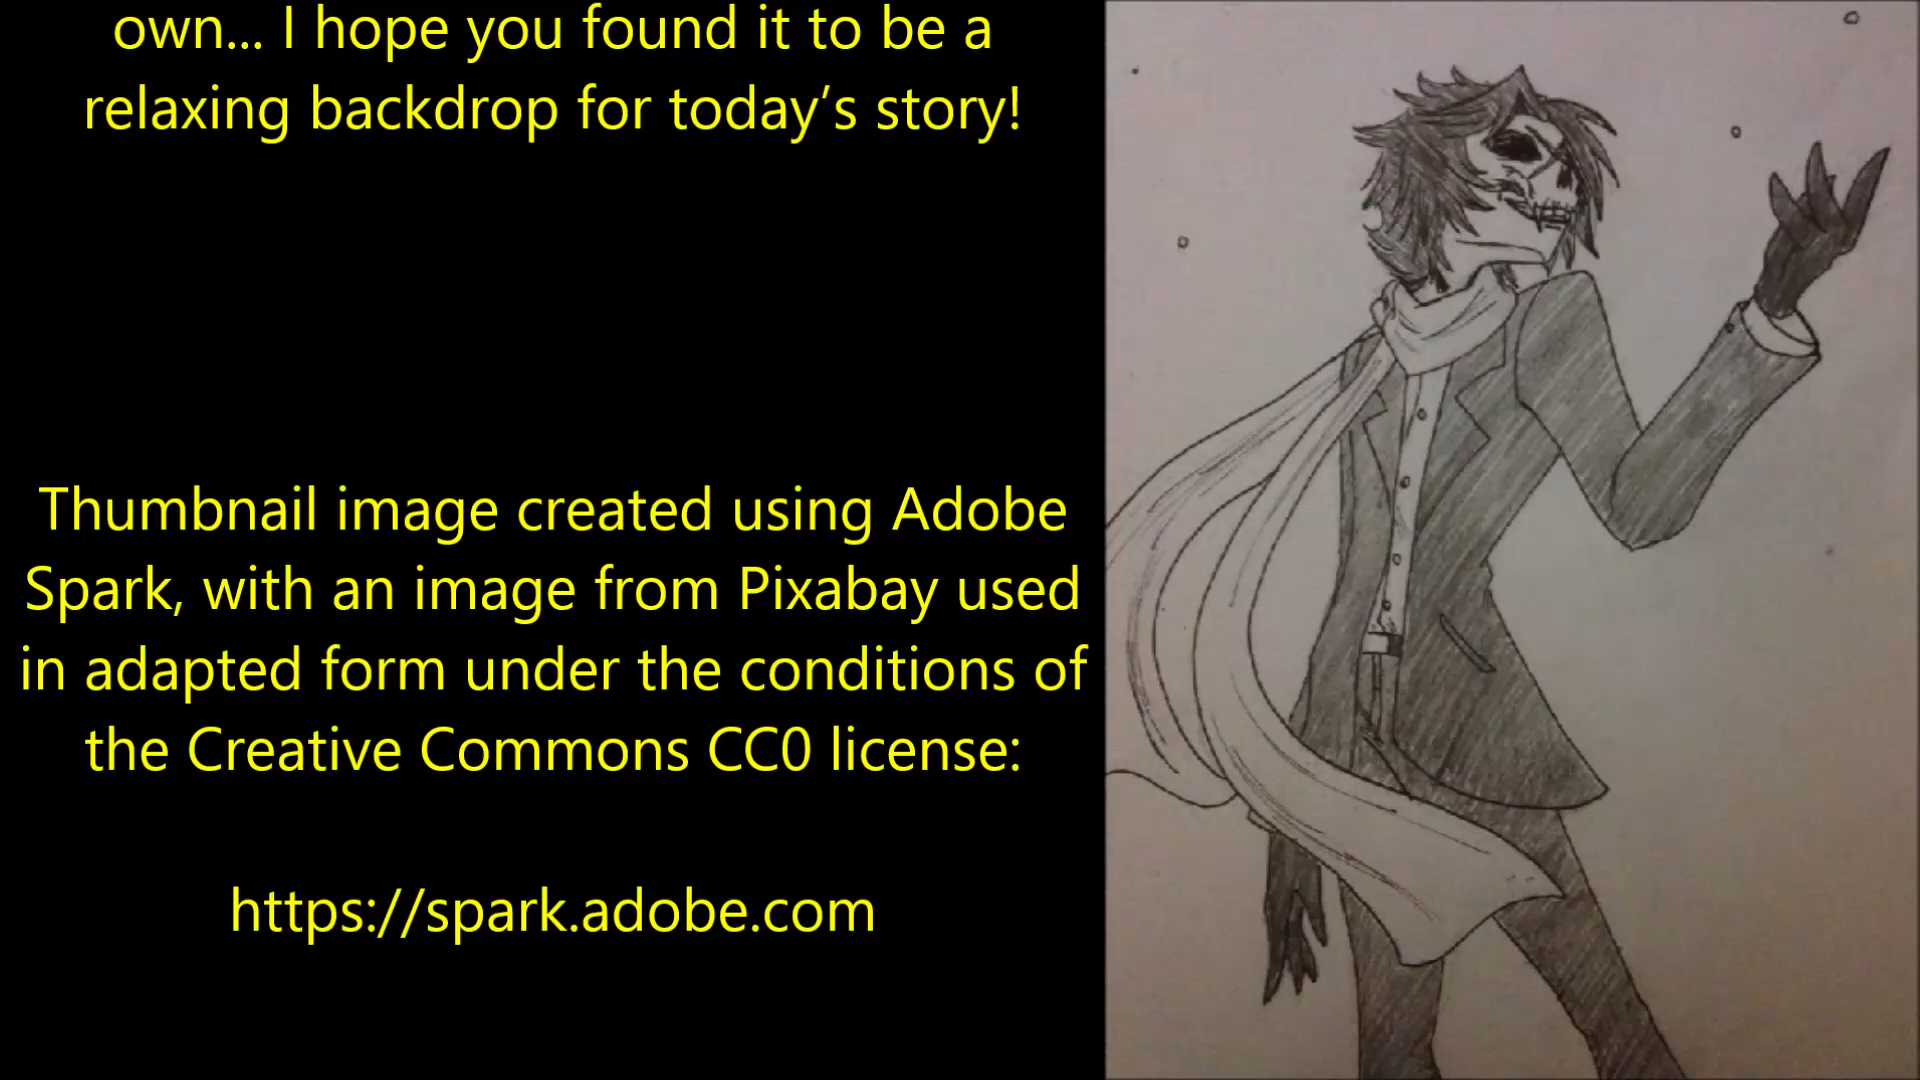 own... I hope you found it to be a
relaxing backdrop for today’s story!
Thumbnail image created using Adobe
Spark, with an image from Pixabay used
in adapted form under the conditions of
the Creative Commons CC0 license:
https://spark.adobe.com